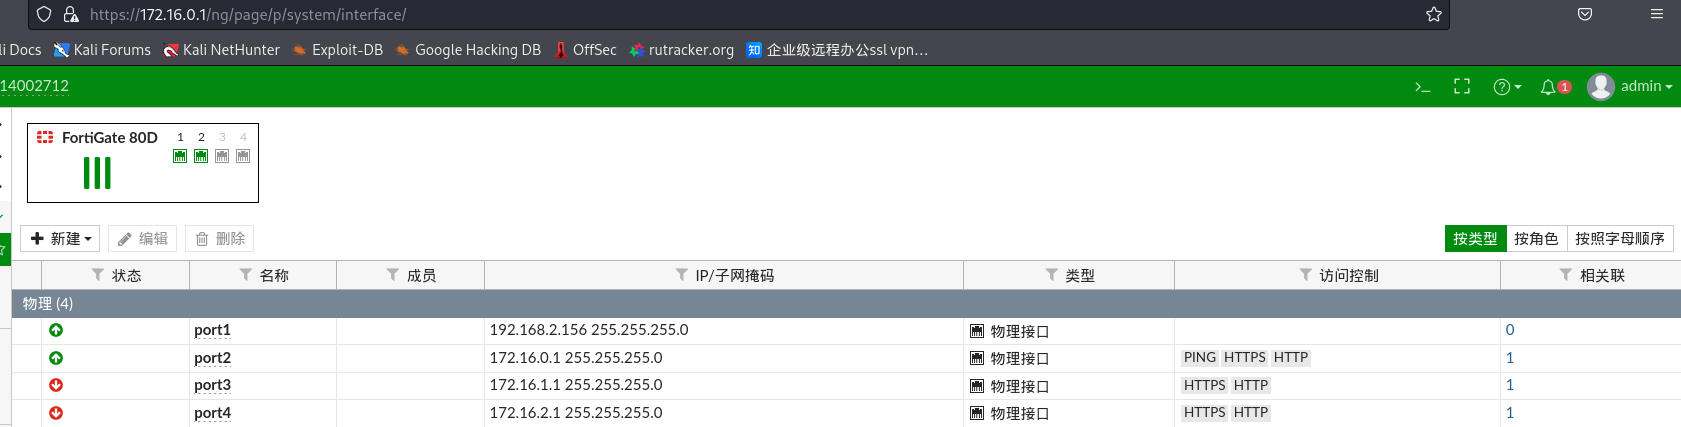 https://172.16.0.1/ng/page/p/system/interface/
li Docs Kali Forums Kali NetHunter Exploit-DB Google Hacking DB OffSec rutracker.org 知 企业级远程办公ssl vpn…
14002712 >_ ? 1 admin
FortiGate 80D 1 2 3 4
新建 编辑 删除 按类型 按角色 按照字母顺序
状态 名称 成员 IP/子网掩码 类型 访问控制 相关联
物理 (4)
port1 192.168.2.156 255.255.255.0 物理接口 0
port2 172.16.0.1 255.255.255.0 物理接口 PING HTTPS HTTP 1
port3 172.16.1.1 255.255.255.0 物理接口 HTTPS HTTP 1
port4 172.16.2.1 255.255.255.0 物理接口 HTTPS HTTP 1